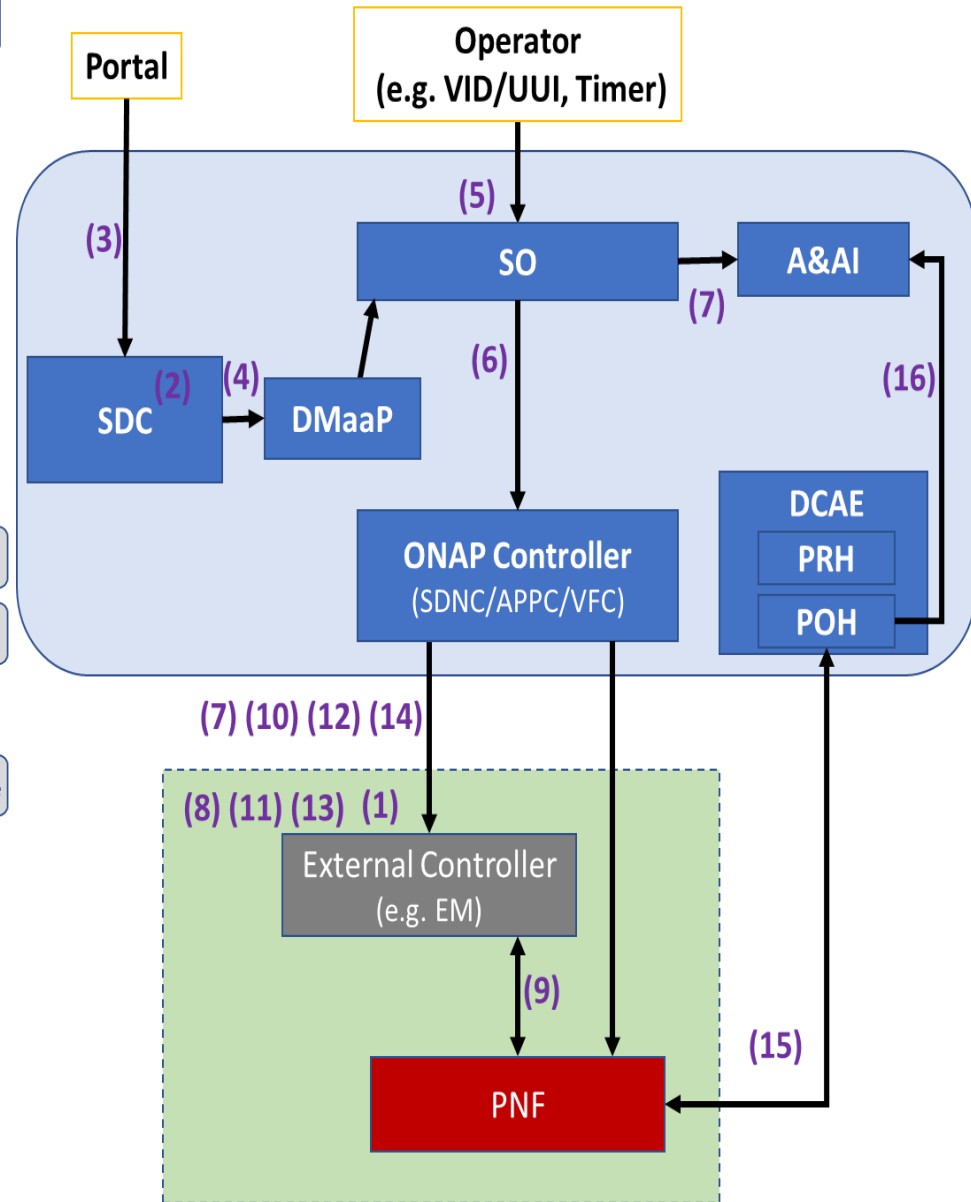 Portal
Operator
(e.g. VID/UUI, Timer)
(3)
(5)
SO
A&AI
(7)
(6)
(16)
(2)
(4)
SDC
DMaaP
DCAE
PRH
POH
ONAP Controller
(SDNC/APPC/VFC)
(7) (10) (12) (14)
(8) (11) (13) (1)
External Controller
(e.g. EM)
(9)
(15)
PNF